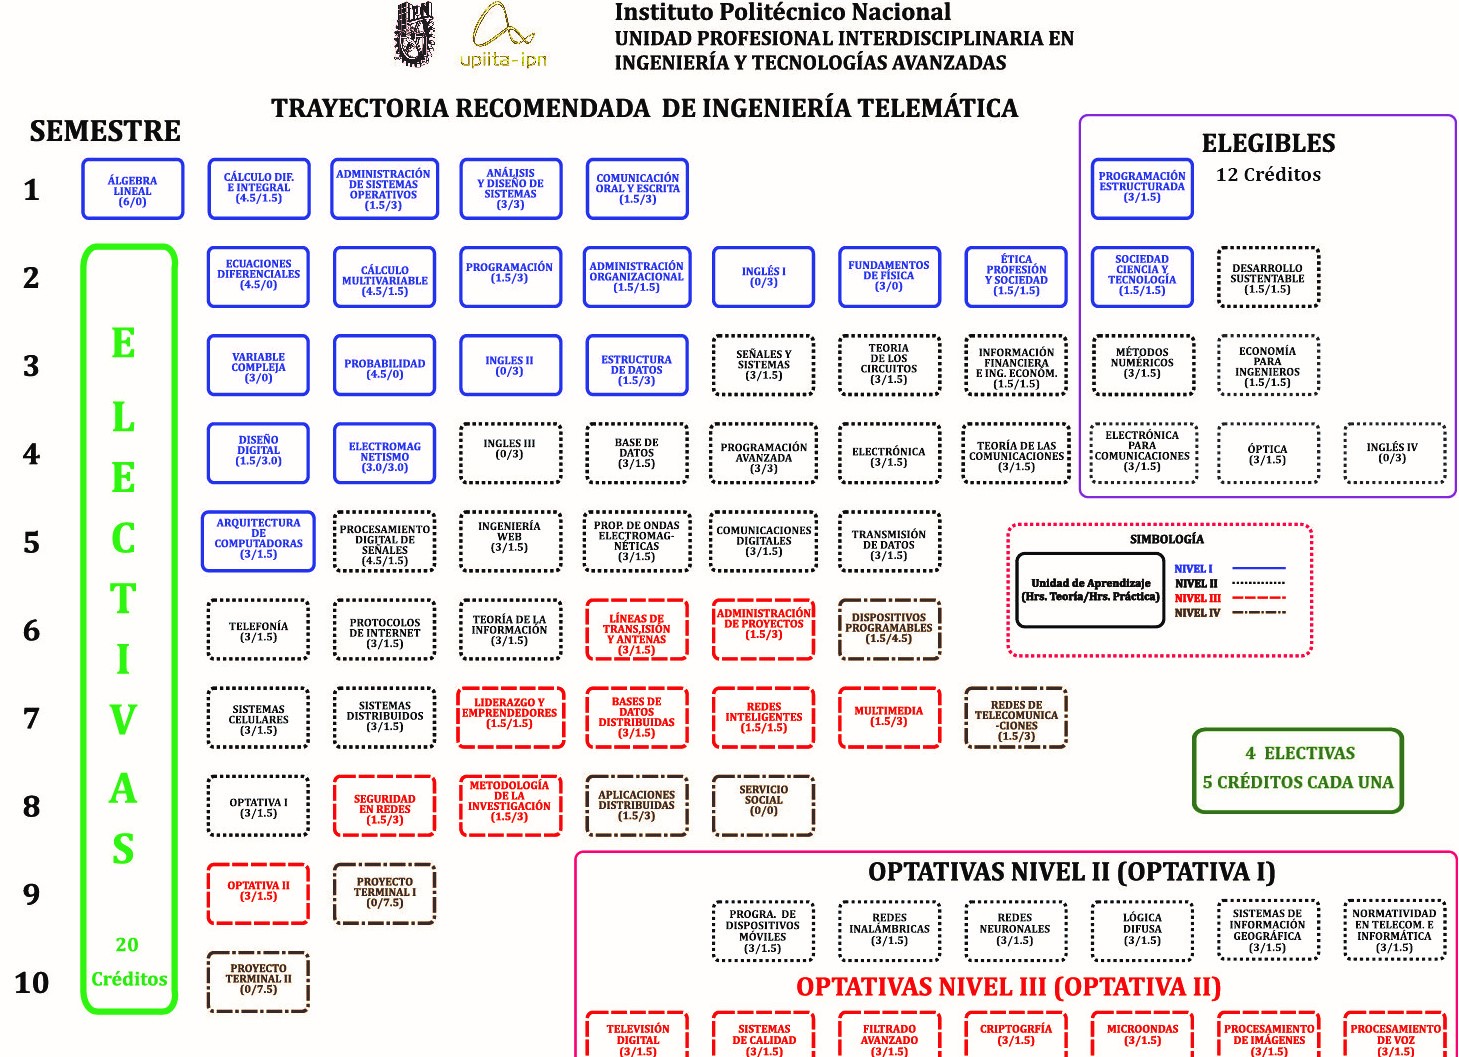 Instituto Politécnico Nacional
UNIDAD PROFESIONAL INTERDISCIPLINARIA EN
INGENIERÍA Y TECNOLOGÍAS AVANZADAS
upiita-ipn
TRAYECTORIA RECOMENDADA DE INGENIERÍA TELEMÁTICA
SEMESTRE
ELEGIBLES
12 Créditos
1
ÁLGEBRA
LINEAL
(6/0)
CÁLCULO DIF.
E INTEGRAL
(4.5/1.5)
ADMINISTRACIÓN
DE SISTEMAS
OPERATIVOS
(1.5/3)
ANÁLISIS
Y DISEÑO DE
SISTEMAS
(3/3)
COMUNICACIÓN
ORAL Y ESCRITA
(1.5/3)
PROGRAMACIÓN
ESTRUCTURADA
(3/1.5)
2
ECUACIONES
DIFERENCIALES
(4.5/0)
CÁLCULO
MULTIVARIABLE
(4.5/1.5)
PROGRAMACIÓN
(1.5/3)
ADMINISTRACIÓN
ORGANIZACIONAL
(1.5/1.5)
INGLÉS I
(0/3)
FUNDAMENTOS
DE FÍSICA
(3/0)
ÉTICA
PROFESIÓN
Y SOCIEDAD
(1.5/1.5)
SOCIEDAD
CIENCIA Y
TECNOLOGÍA
(1.5/1.5)
DESARROLLO
SUSTENTABLE
(1.5/1.5)
3
VARIABLE
COMPLEJA
(3/0)
PROBABILIDAD
(4.5/0)
INGLES II
(0/3)
ESTRUCTURA
DE DATOS
(1.5/3)
SEÑALES Y
SISTEMAS
(3/1.5)
TEORIA
DE LOS
CIRCUITOS
(3/1.5)
INFORMACIÓN
FINANCIERA
E ING. ECONÓM.
(1.5/1.5)
MÉTODOS
NUMÉRICOS
(3/1.5)
ECONOMÍA
PARA
INGENIEROS
(1.5/1.5)
4
DISEÑO
DIGITAL
(1.5/3.0)
ELECTROMAG
NETISMO
(3.0/3.0)
INGLES III
(0/3)
BASE DE
DATOS
(3/1.5)
PROGRAMACIÓN
AVANZADA
(3/3)
ELECTRÓNICA
(3/1.5)
TEORÍA DE LAS
COMUNICACIONES
(3/1.5)
ELECTRÓNICA
PARA
COMUNICACIONES
(3/1.5)
ÓPTICA
(3/1.5)
INGLÉS IV
(0/3)
5
ARQUITECTURA
DE
COMPUTADORAS
(3/1.5)
PROCESAMIENTO
DIGITAL DE
SEÑALES
(4.5/1.5)
INGENIERÍA
WEB
(3/1.5)
PROP. DE ONDAS
ELECTROMAG-
NÉTICAS
(3/1.5)
COMUNICACIONES
DIGITALES
(3/1.5)
TRANSMISIÓN
DE DATOS
(3/1.5)
SIMBOLOGÍA
Unidad de Aprendizaje
(Hrs. Teoría/Hrs. Práctica)
NIVEL I
NIVEL II
NIVEL III
NIVEL IV
6
TELEFONÍA
(3/1.5)
PROTOCOLOS
DE INTERNET
(3/1.5)
TEORÍA DE LA
INFORMACIÓN
(3/1.5)
LÍNEAS DE
TRANS,ISIÓN
Y ANTENAS
(3/1.5)
ADMINISTRACIÓN
DE PROYECTOS
(1.5/3)
DISPOSITIVOS
PROGRAMABLES
(1.5/4.5)
7
SISTEMAS
CELULARES
(3/1.5)
SISTEMAS
DISTRIBUIDOS
(3/1.5)
LIDERAZGO Y
EMPRENDEDORES
(1.5/1.5)
BASES DE
DATOS
DISTRIBUIDAS
(3/1.5)
REDES
INTELIGENTES
(1.5/1.5)
MULTIMEDIA
(1.5/3)
REDES DE
TELECOMUNICA
-CIONES
(1.5/3)
4 ELECTIVAS
5 CRÉDITOS CADA UNA
8
OPTATIVA I
(3/1.5)
SEGURIDAD
EN REDES
(1.5/3)
METODOLOGÍA
DE LA
INVESTIGACIÓN
(1.5/3)
APLICACIONES
DISTRIBUIDAS
(1.5/3)
SERVICIO
SOCIAL
(0/0)
9
OPTATIVA II
(3/1.5)
PROYECTO
TERMINAL I
(0/7.5)
10
PROYECTO
TERMINAL II
(0/7.5)
E
L
E
C
T
I
V
A
S
20
Créditos
OPTATIVAS NIVEL II (OPTATIVA I)
PROGRA. DE
DISPOSITIVOS
MÓVILES
(3/1.5)
REDES
INALÁMBRICAS
(3/1.5)
REDES
NEURONALES
(3/1.5)
LÓGICA
DIFUSA
(3/1.5)
SISTEMAS DE
INFORMACIÓN
GEOGRÁFICA
(3/1.5)
NORMATIVIDAD
EN TELECOM. E
INFORMÁTICA
(3/1.5)
OPTATIVAS NIVEL III (OPTATIVA II)
TELEVISIÓN
DIGITAL
(3/1.5)
SISTEMAS
DE CALIDAD
(3/1.5)
FILTRADO
AVANZADO
(3/1.5)
CRIPTOGRFÍA
(3/1.5)
MICROONDAS
(3/1.5)
PROCESAMIENTO
DE IMÁGENES
(3/1.5)
PROCESAMIENTO
DE VOZ
(3/1.5)